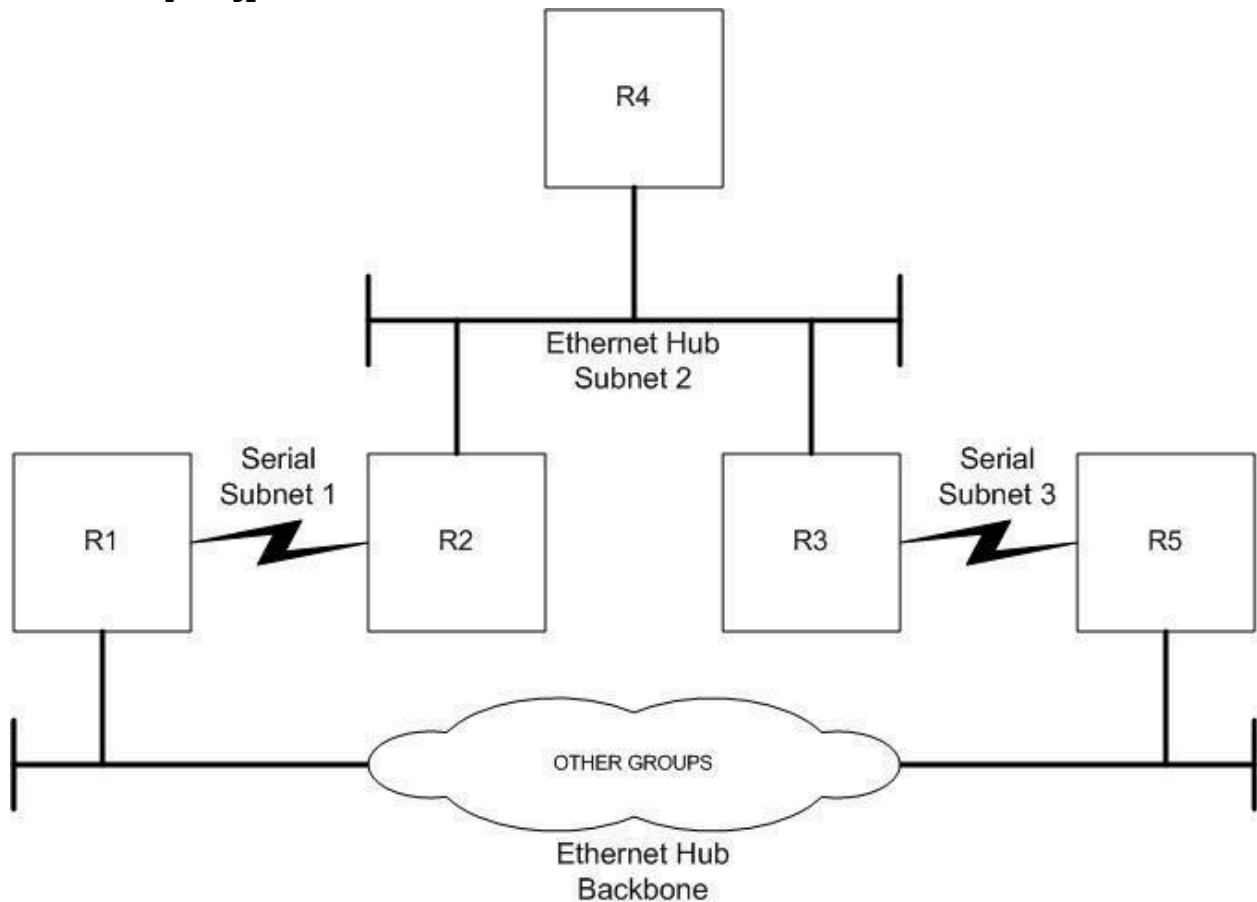 R4
Ethernet Hub
Subnet 2
Serial
Subnet 1
Serial
Subnet 3
R1
R2
R3
R5
OTHER GROUPS
Ethernet Hub
Backbone